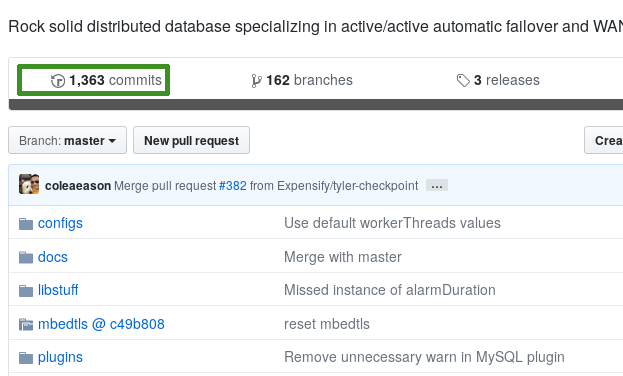 Rock solid distributed database specializing in active/active automatic failover and WAN
1,363 commits 162 branches 3 releases
Branch: master New pull request Crea
coleaeason Merge pull request #382 from Expensify/tyler-checkpoint ...
configs Use default workerThreads values
docs Merge with master
libstuff Missed instance of alarmDuration
mbedtls @ c49b808 reset mbedtls
plugins Remove unnecessary warn in MySQL plugin